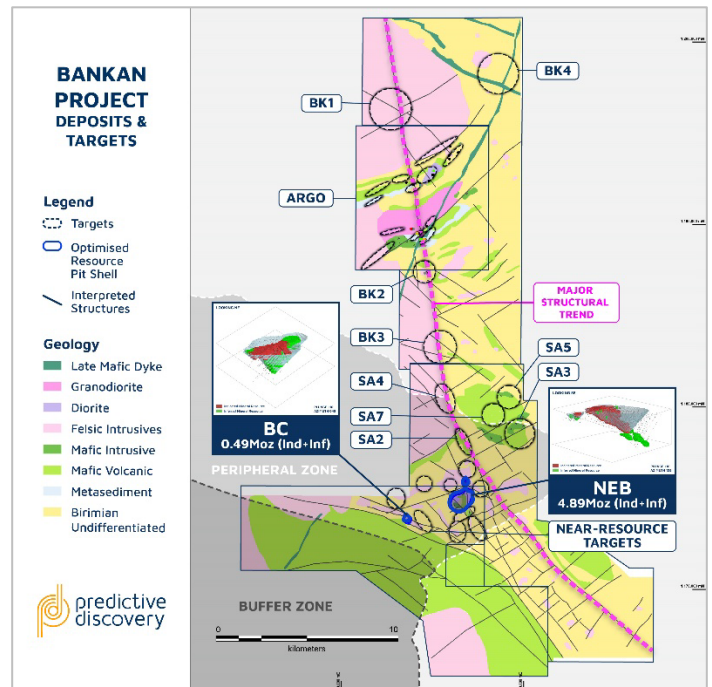 BANKAN
PROJECT
DEPOSITS &
TARGETS
Legend
Targets
Optimised
Resource
Pit Shell
Interpreted
Structures
Geology
Late Mafic Dyke
Granodiorite
Diorite
Felsic Intrusives
Mafic Intrusive
Mafic Volcanic
Metasediment
Birimian
Undifferentiated
predictive
discovery
BK4
BK1
ARGO
BK2
MAJOR
STRUCTURAL
TREND
BK3
SA5
SA3
SA4
SA7
SA2
BC
0.49Moz (Ind+Inf)
NEB
4.89Moz (Ind+Inf)
PERIPHERAL ZONE
NEAR-RESOURCE
TARGETS
BUFFER ZONE
0
10
kilometers